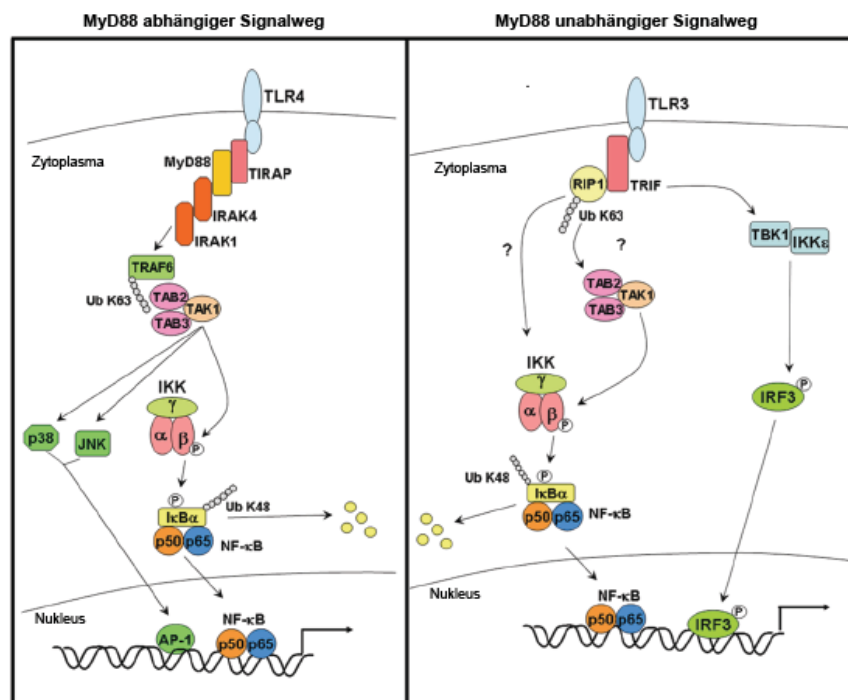 MyD88 abhängiger Signalweg
TLR4
Zytoplasma
MyD88
TIRAP
IRAK4
IRAK1
TRAF6
Ub K63
TAB2
TAK1
TAB3
IKK
γ
α β
P
p38
JNK
P
Ub K48
IκBα
p50 p65
NF-κB
Nukleus
NF-κB
AP-1
p50 p65
MyD88 unabhängiger Signalweg
TLR3
Zytoplasma
RIP1
TRIF
Ub K63
? ?
TBK1
IKKε
TAB2
TAK1
TAB3
IKK
γ
α β
P
P
IRF3
Ub K48
P
IκBα
p50 p65
NF-κB
Nukleus
NF-κB
p50 p65
P
IRF3